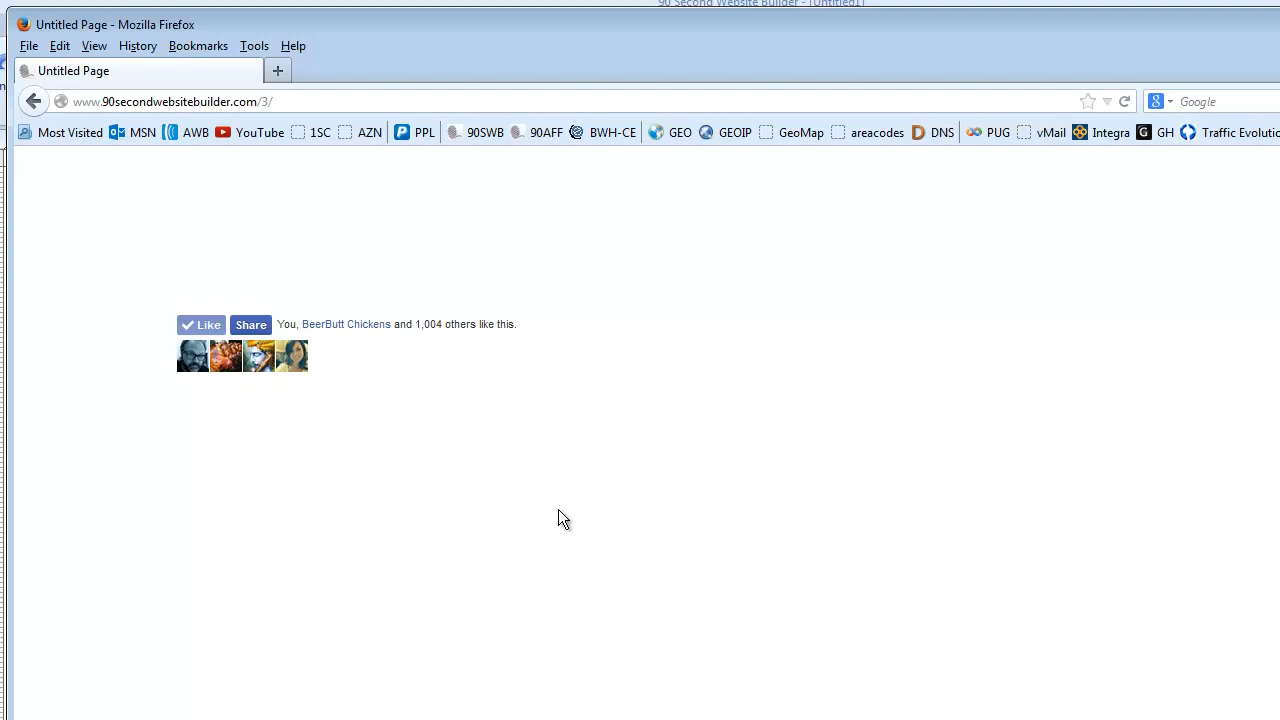 90 Second Website Builder - [Untitled1]
Untitled Page - Mozilla Firefox
File Edit View History Bookmarks Tools Help
Untitled Page +
www.90secondwebsitebuilder.com/3/ 8 Google
Most Visited MSN AWB YouTube 1SC AZN PPL 90SWB 90AFF BWH-CE GEO GEOIP GeoMap areacodes DNS PUG vMail Integra GH Traffic Evolutio
Like Share You, BeerButt Chickens and 1,004 others like this.